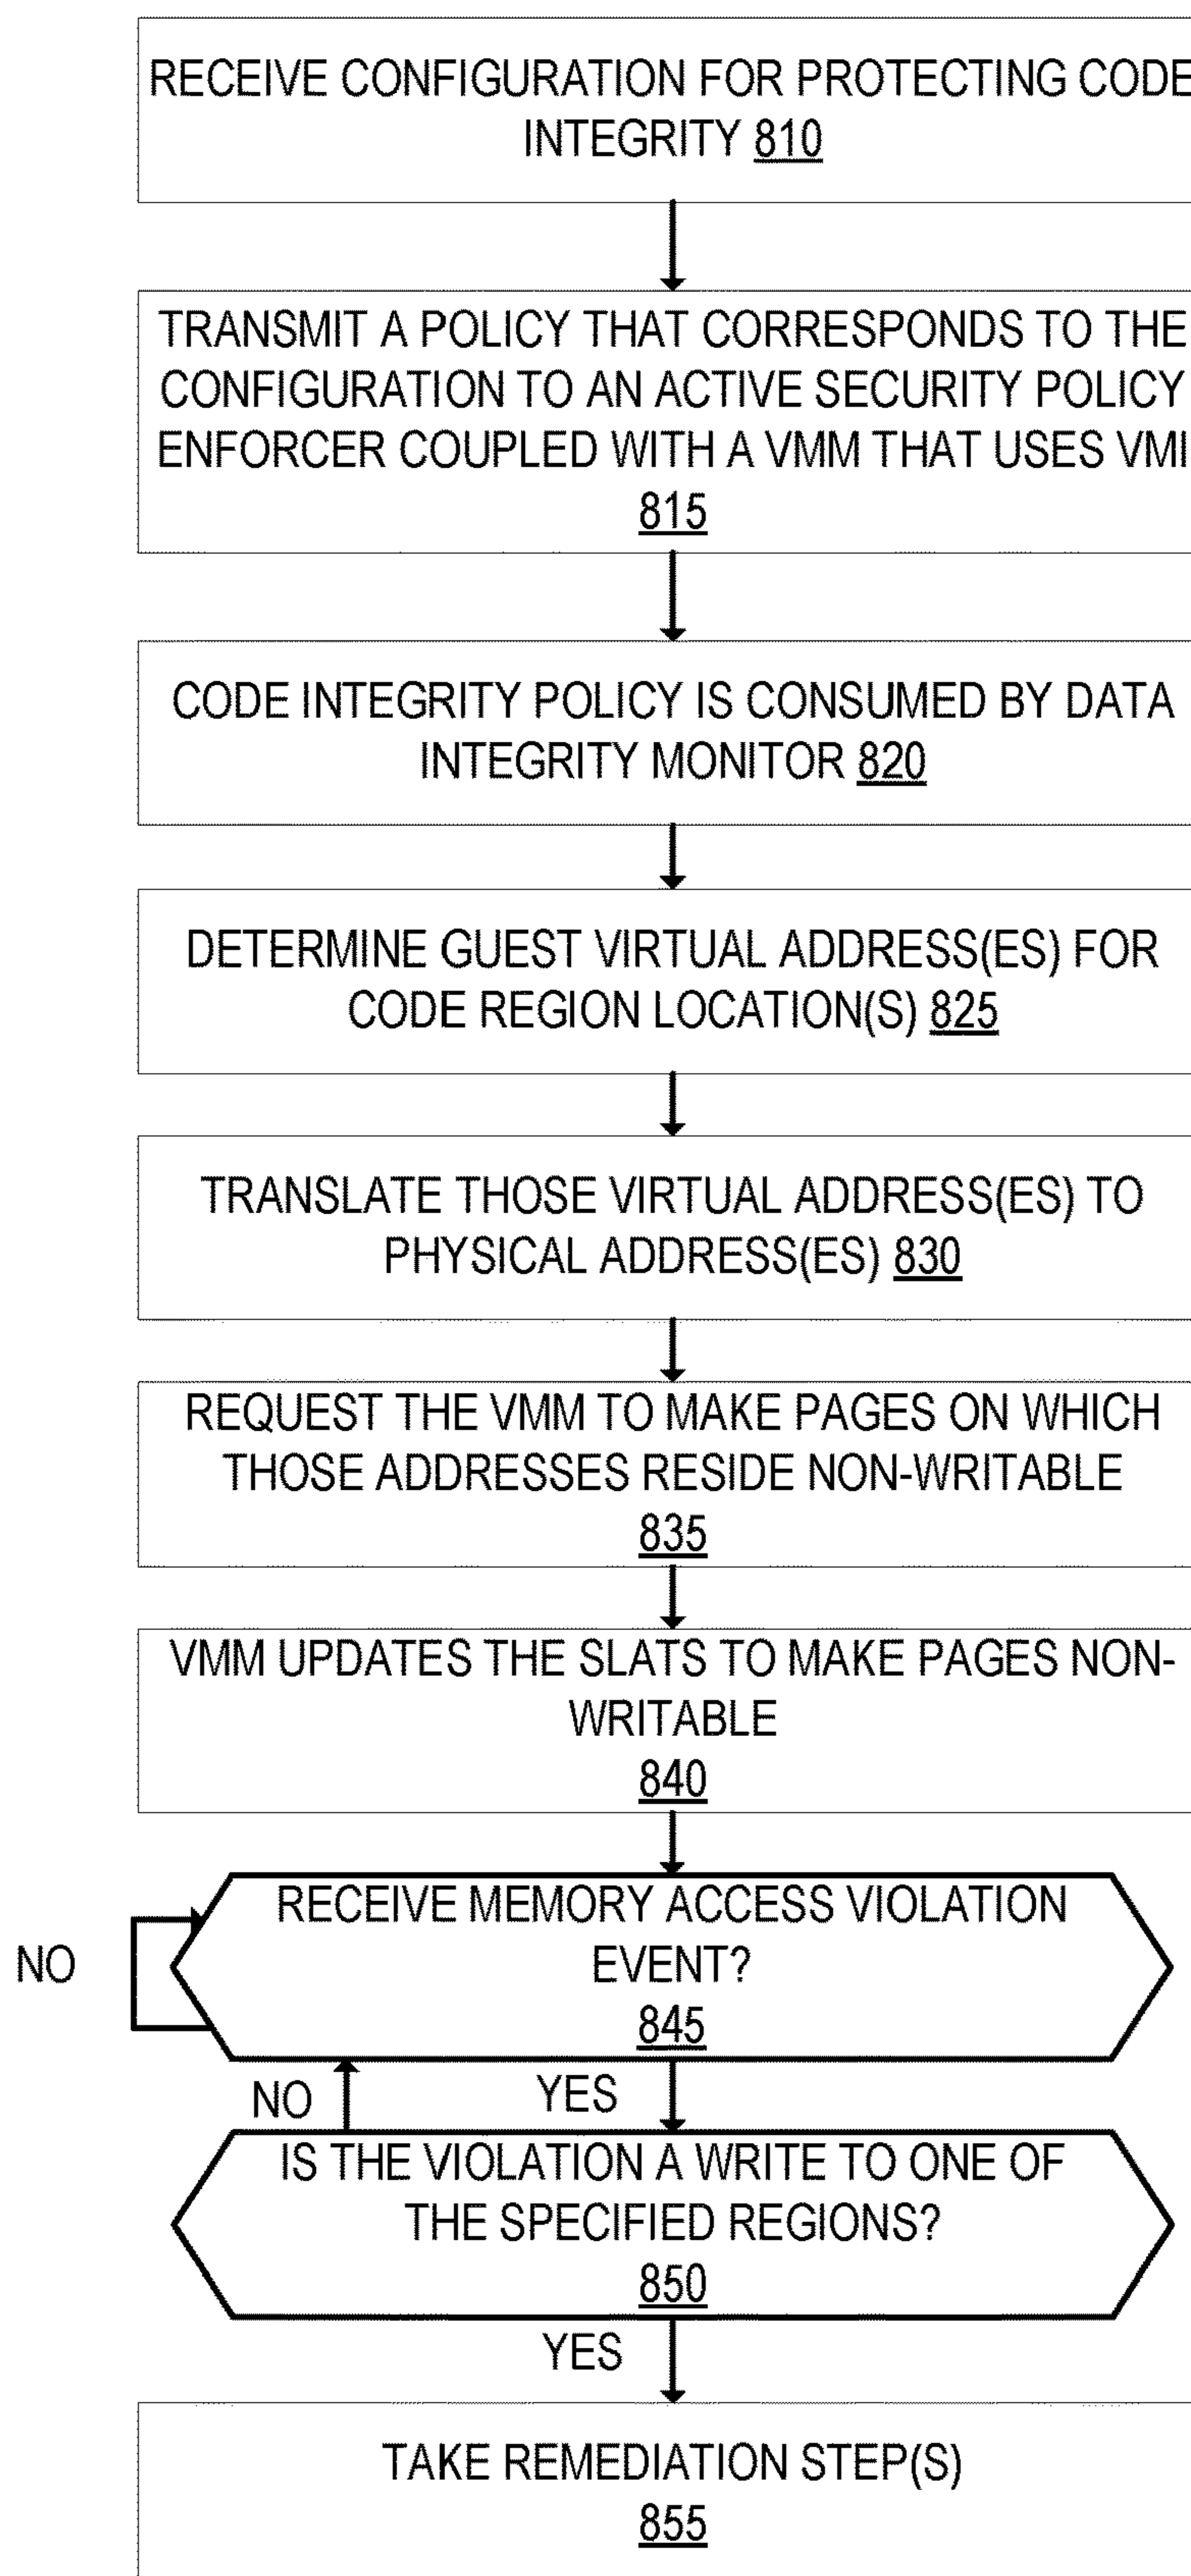 RECEIVE CONFIGURATION FOR PROTECTING CODE
INTEGRITY 810
TRANSMIT A POLICY THAT CORRESPONDS TO THE
CONFIGURATION TO AN ACTIVE SECURITY POLICY
ENFORCER COUPLED WITH A VMM THAT USES VMI
815
CODE INTEGRITY POLICY IS CONSUMED BY DATA
INTEGRITY MONITOR 820
DETERMINE GUEST VIRTUAL ADDRESS(ES) FOR
CODE REGION LOCATION(S) 825
TRANSLATE THOSE VIRTUAL ADDRESS(ES) TO
PHYSICAL ADDRESS(ES) 830
REQUEST THE VMM TO MAKE PAGES ON WHICH
THOSE ADDRESSES RESIDE NON-WRITABLE
835
VMM UPDATES THE SLATS TO MAKE PAGES NON-
WRITABLE
840
RECEIVE MEMORY ACCESS VIOLATION
EVENT?
845
NO
NO
YES
IS THE VIOLATION A WRITE TO ONE OF
THE SPECIFIED REGIONS?
850
YES
TAKE REMEDIATION STEP(S)
855